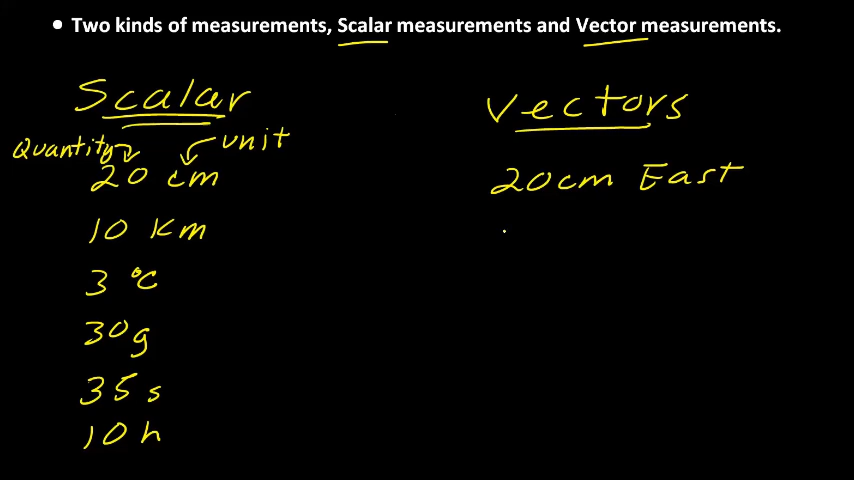 • Two kinds of measurements, Scalar measurements and Vector measurements.
Scalar
Quantity
unit
20 cm
10 Km
3 °C
30g
35 s
10 h
Vectors
20cm East